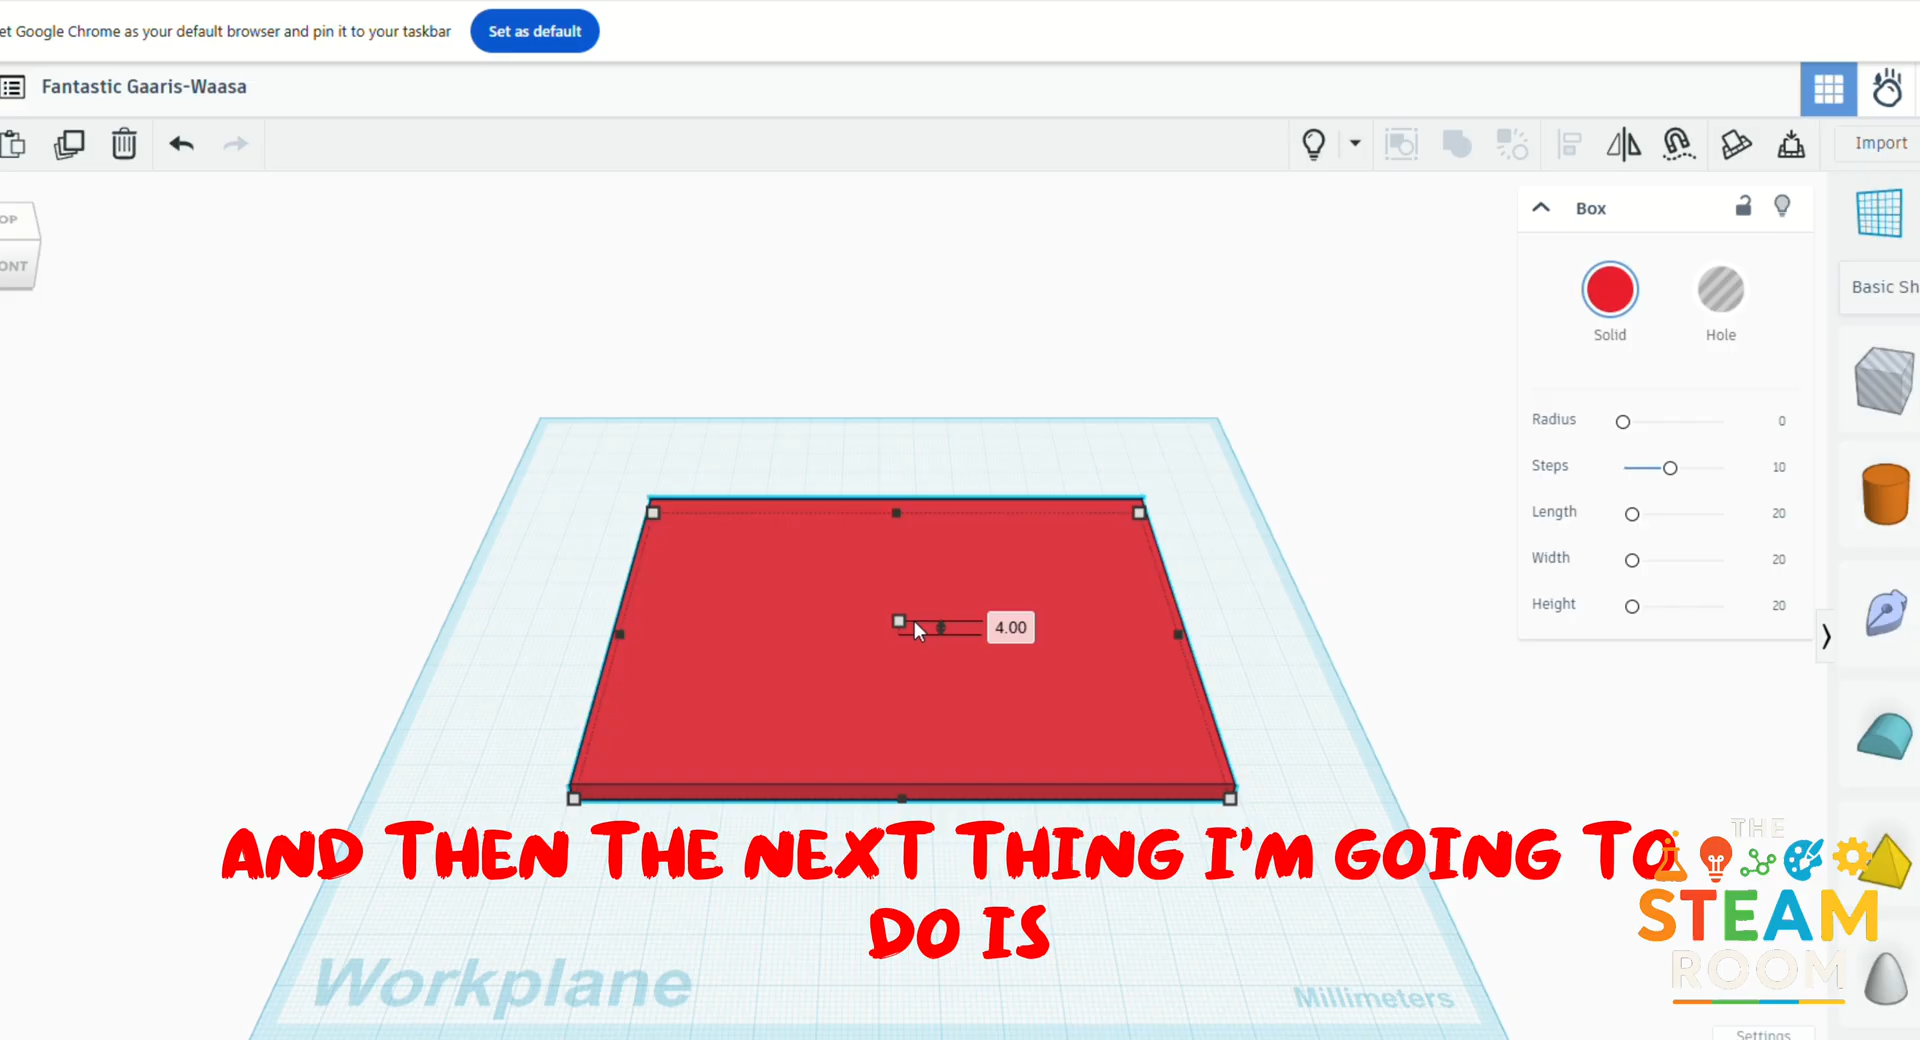 et Google Chrome as your default browser and pin it to your taskbar
Set as default
Fantastic Gaaris-Waasa
Import
OP
ONT
Box
Solid
Hole
Basic Sh
Radius 0
Steps 10
Length 20
Width 20
Height 20
4.00
AND THEN THE NEXT THING I'M GOING TO
DO IS
THE
STEAM
ROOM
Workplane
Millimeters
Settings